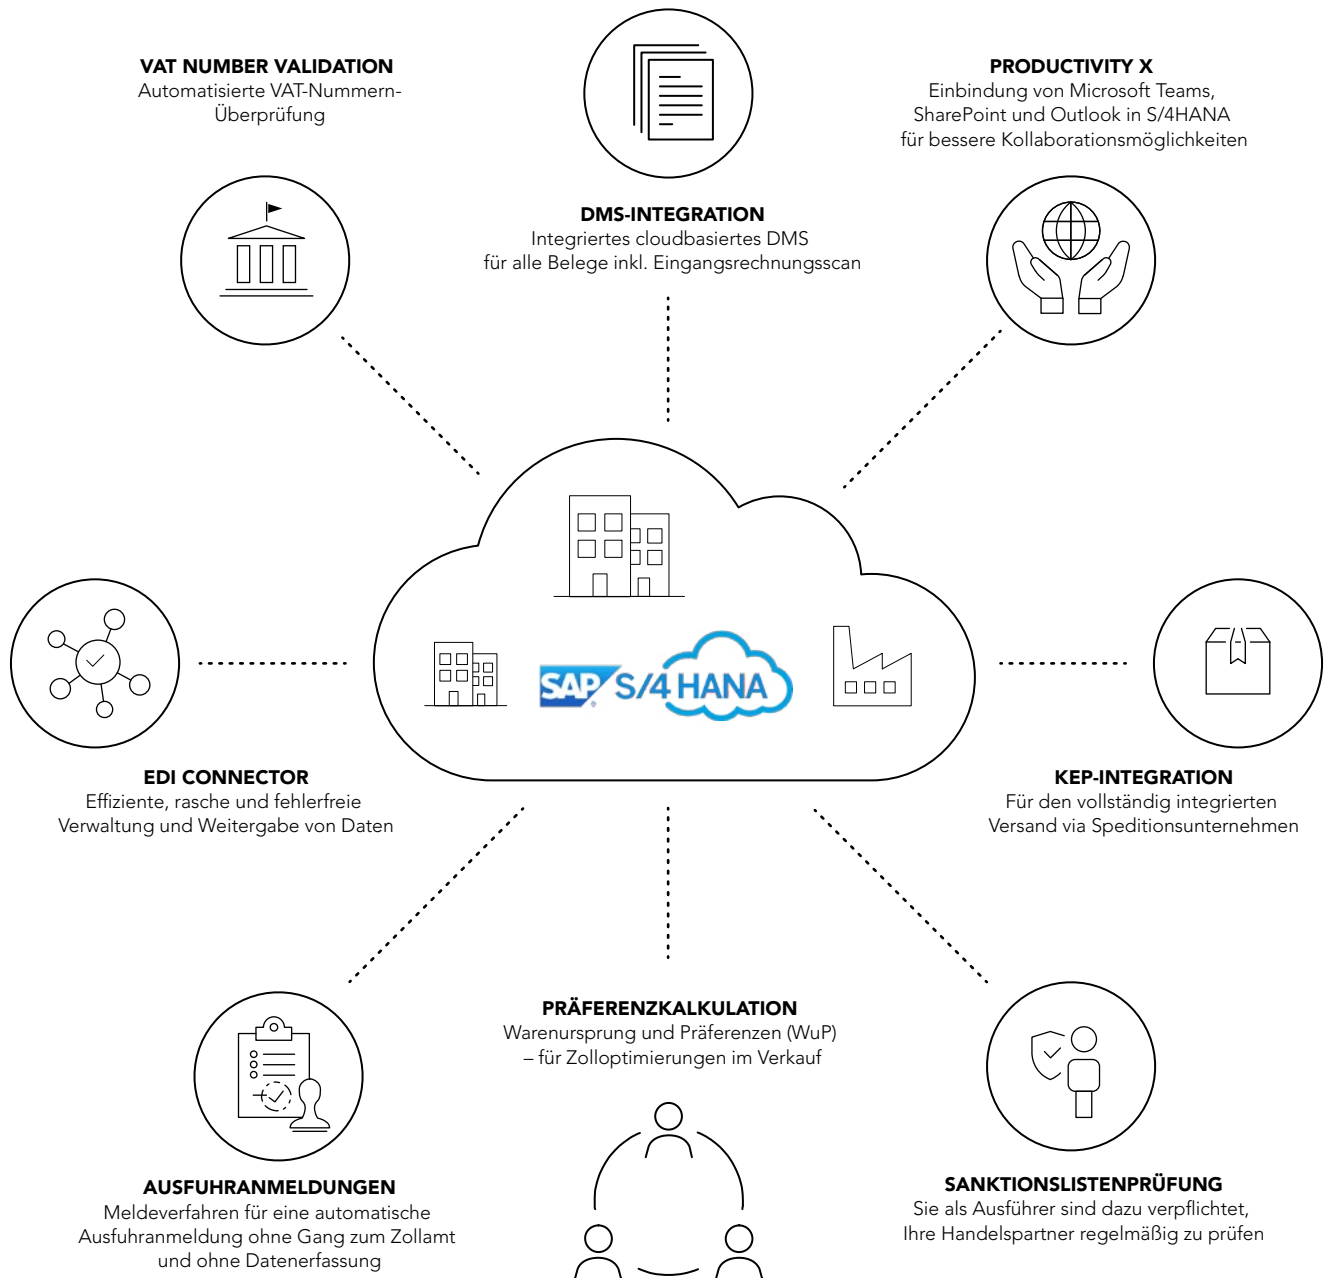 VAT NUMBER VALIDATION
Automatisierte VAT-Nummern-
Überprüfung
DMS-INTEGRATION
Integriertes cloudbasiertes DMS
für alle Belege inkl. Eingangsrechnungsscan
PRODUCTIVITY X
Einbindung von Microsoft Teams,
SharePoint und Outlook in S/4HANA
für bessere Kollaborationsmöglichkeiten
SAP S/4 HANA
EDI CONNECTOR
Effiziente, rasche und fehlerfreie
Verwaltung und Weitergabe von Daten
KEP-INTEGRATION
Für den vollständig integrierten
Versand via Speditionsunternehmen
AUSFUHRANMELDUNGEN
Meldeverfahren für eine automatische
Ausfuhranmeldung ohne Gang zum Zollamt
und ohne Datenerfassung
PRÄFERENZKALKULATION
Warenursprung und Präferenzen (WuP)
– für Zolloptimierungen im Verkauf
SANKTIONSLISTENPRÜFUNG
Sie als Ausführer sind dazu verpflichtet,
Ihre Handelspartner regelmäßig zu prüfen